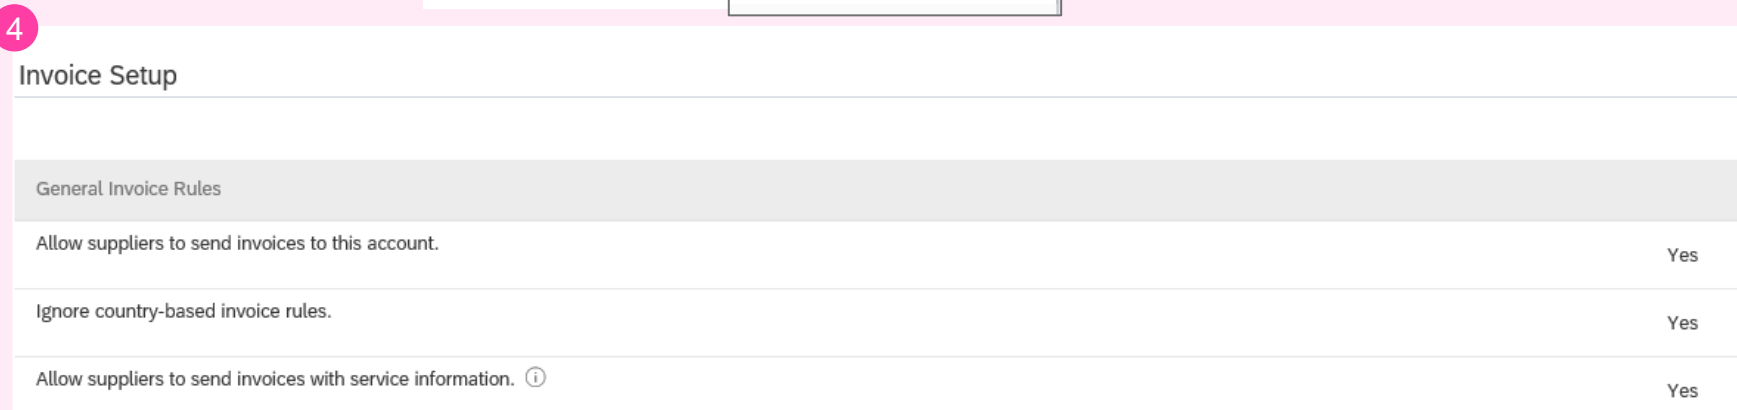 4
Invoice Setup
General Invoice Rules
Allow suppliers to send invoices to this account.
Yes
Ignore country-based invoice rules.
Yes
Allow suppliers to send invoices with service information.
Yes